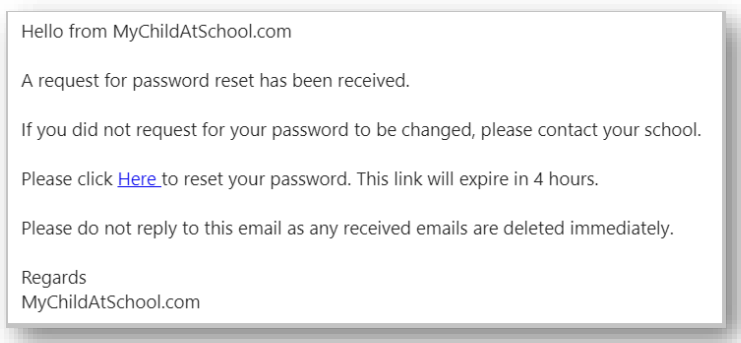 Hello from MyChildAtSchool.com
A request for password reset has been received.
If you did not request for your password to be changed, please contact your school.
Please click Here to reset your password. This link will expire in 4 hours.
Please do not reply to this email as any received emails are deleted immediately.
Regards
MyChildAtSchool.com